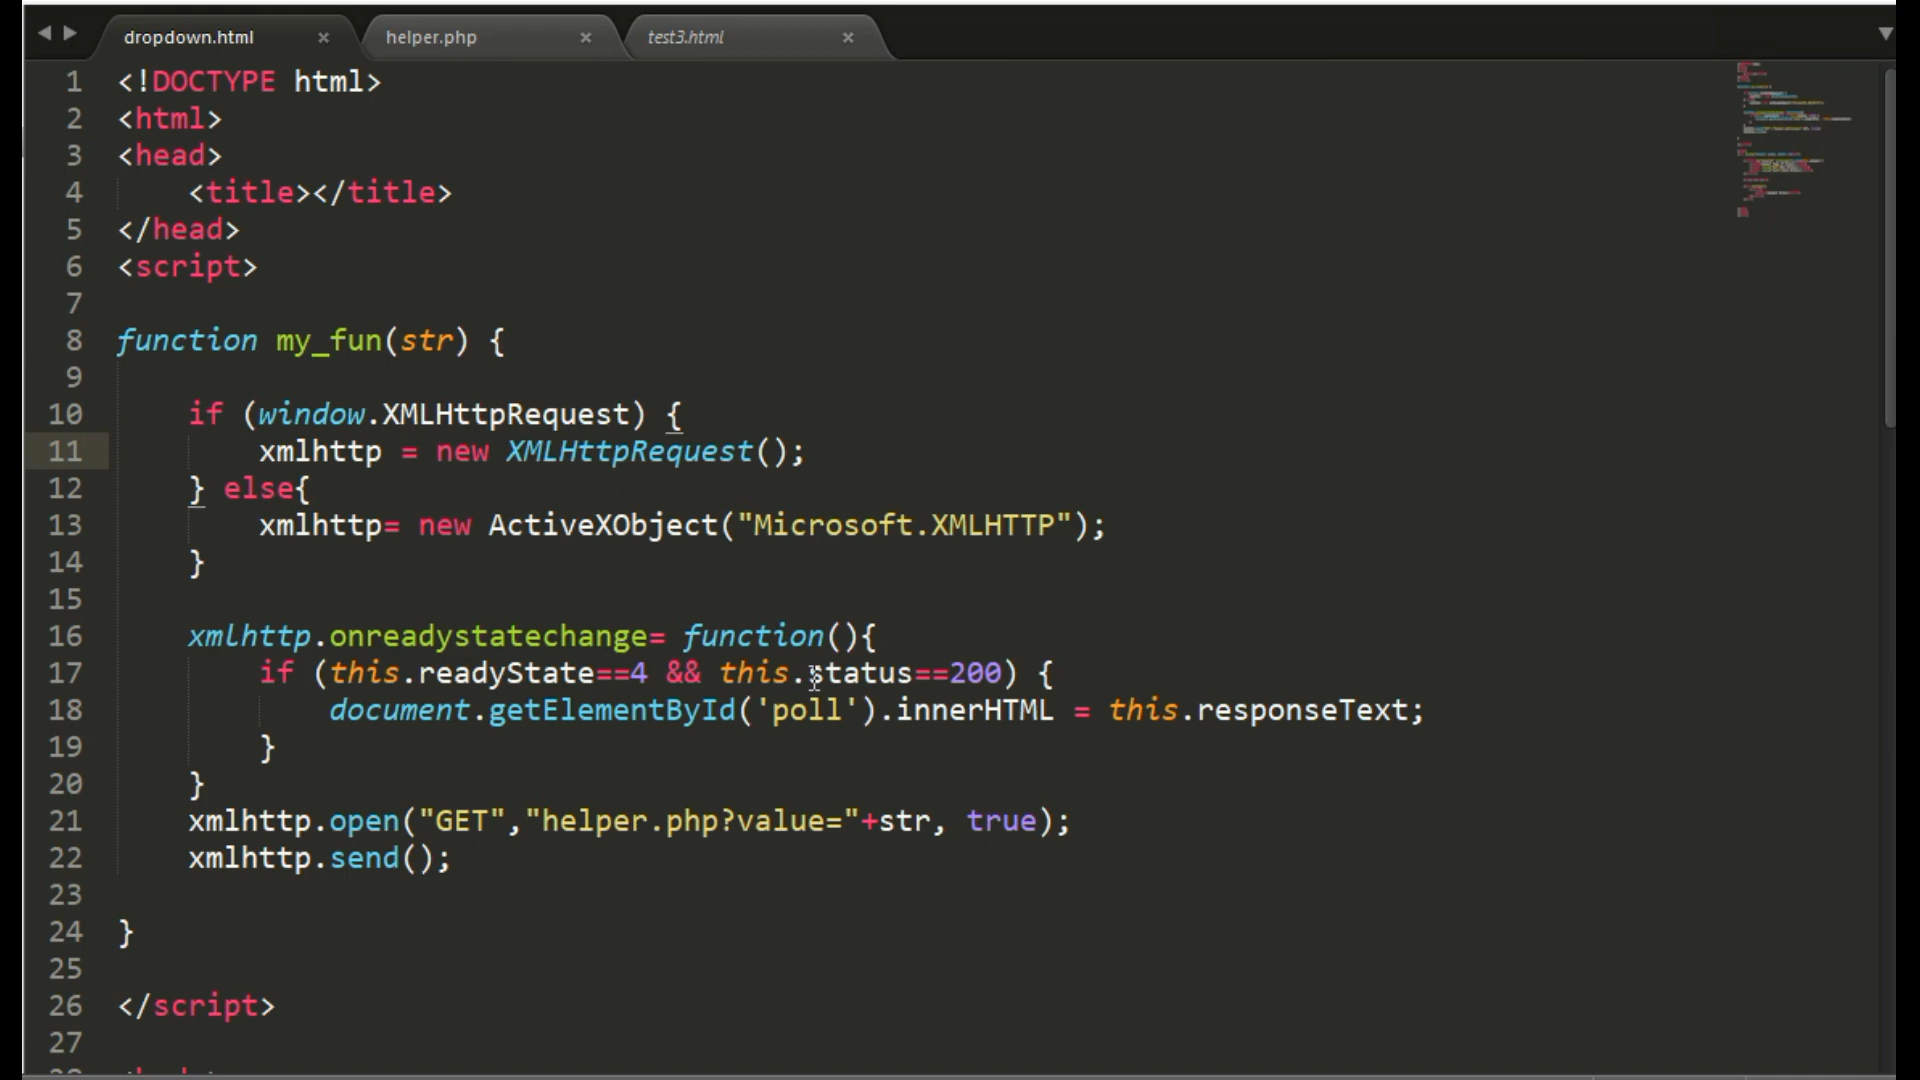 dropdown.html × helper.php × test3.html ×
1 <!DOCTYPE html>
2 <html>
3 <head>
4 <title></title>
5 </head>
6 <script>
7
8 function my_fun(str) {
9
10 if (window.XMLHttpRequest) {
11 xmlhttp = new XMLHttpRequest();
12 } else{
13 xmlhttp= new ActiveXObject("Microsoft.XMLHTTP");
14 }
15
16 xmlhttp.onreadystatechange= function(){
17 if (this.readyState==4 && this.status==200) {
18 document.getElementById('poll').innerHTML = this.responseText;
19 }
20 }
21 xmlhttp.open("GET","helper.php?value="+str, true);
22 xmlhttp.send();
23
24 }
25
26 </script>
27